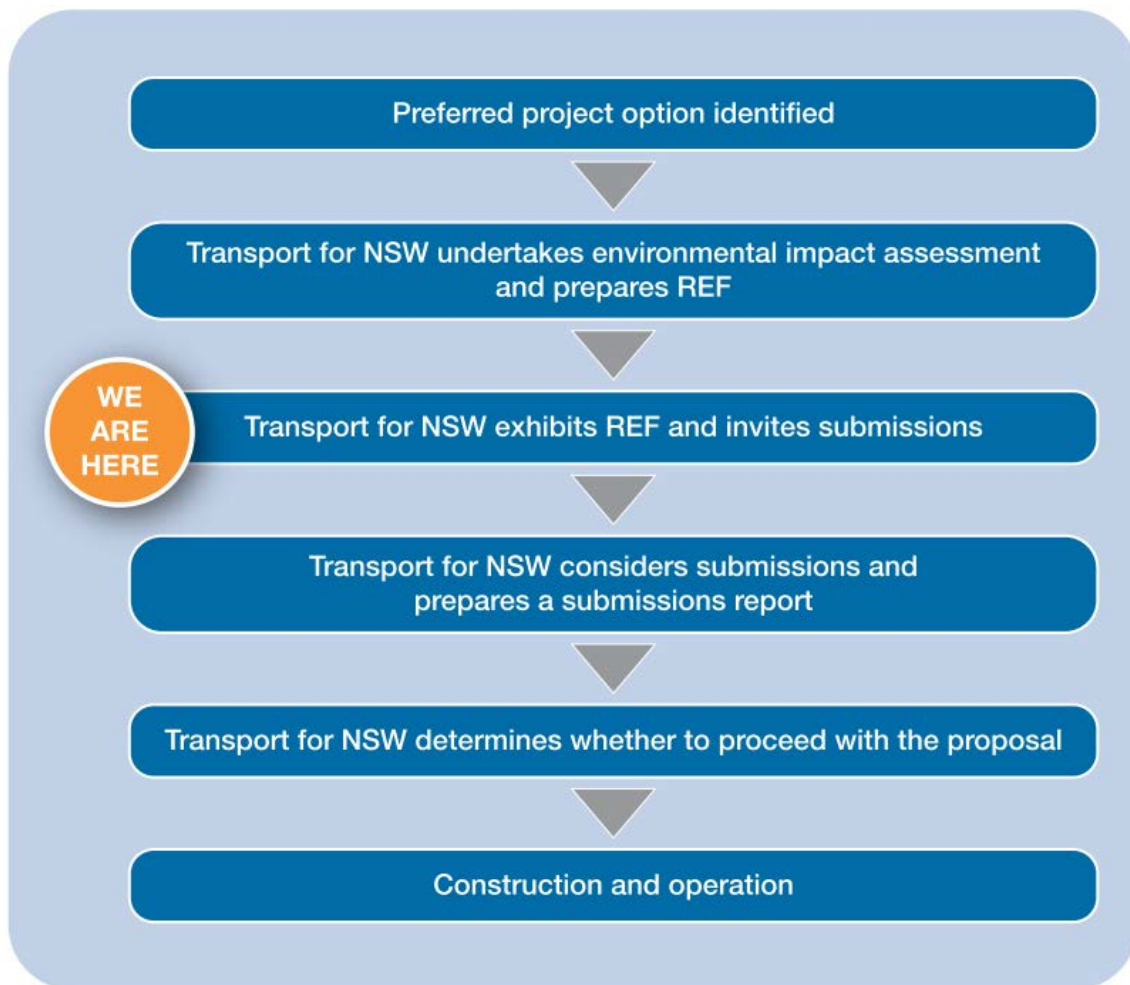 Preferred project option identified
Transport for NSW undertakes environmental impact assessment
and prepares REF
WE
ARE
HERE
Transport for NSW exhibits REF and invites submissions
Transport for NSW considers submissions and
prepares a submissions report
Transport for NSW determines whether to proceed with the proposal
Construction and operation